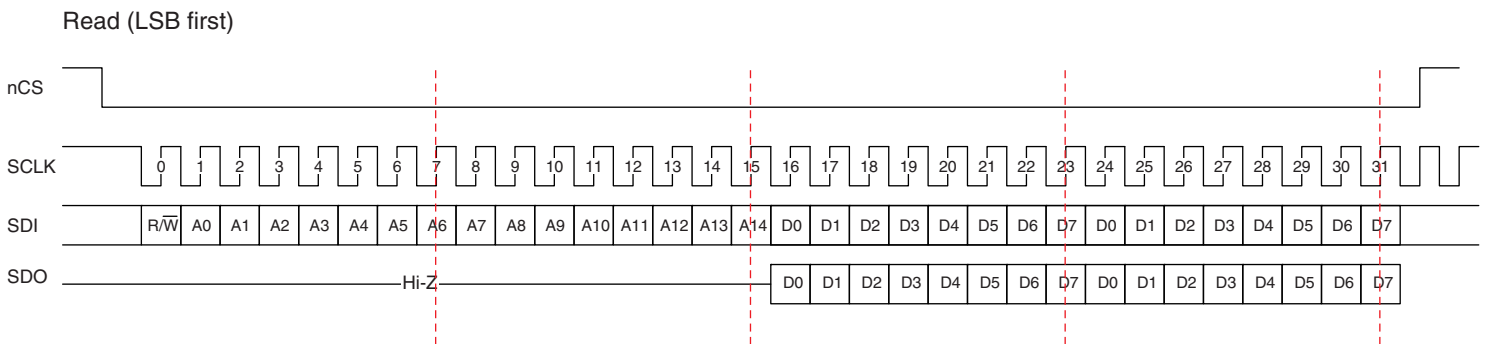 Read (LSB first)
nCS
SCLK 0 1 2 3 4 5 6 7 8 9 10 11 12 13 14 15 16 17 18 19 20 21 22 23 24 25 26 27 28 29 30 31
SDI R/W̅ A0 A1 A2 A3 A4 A5 A6 A7 A8 A9 A10 A11 A12 A13 A14 D0 D1 D2 D3 D4 D5 D6 D7 D0 D1 D2 D3 D4 D5 D6 D7
SDO Hi-Z D0 D1 D2 D3 D4 D5 D6 D7 D0 D1 D2 D3 D4 D5 D6 D7